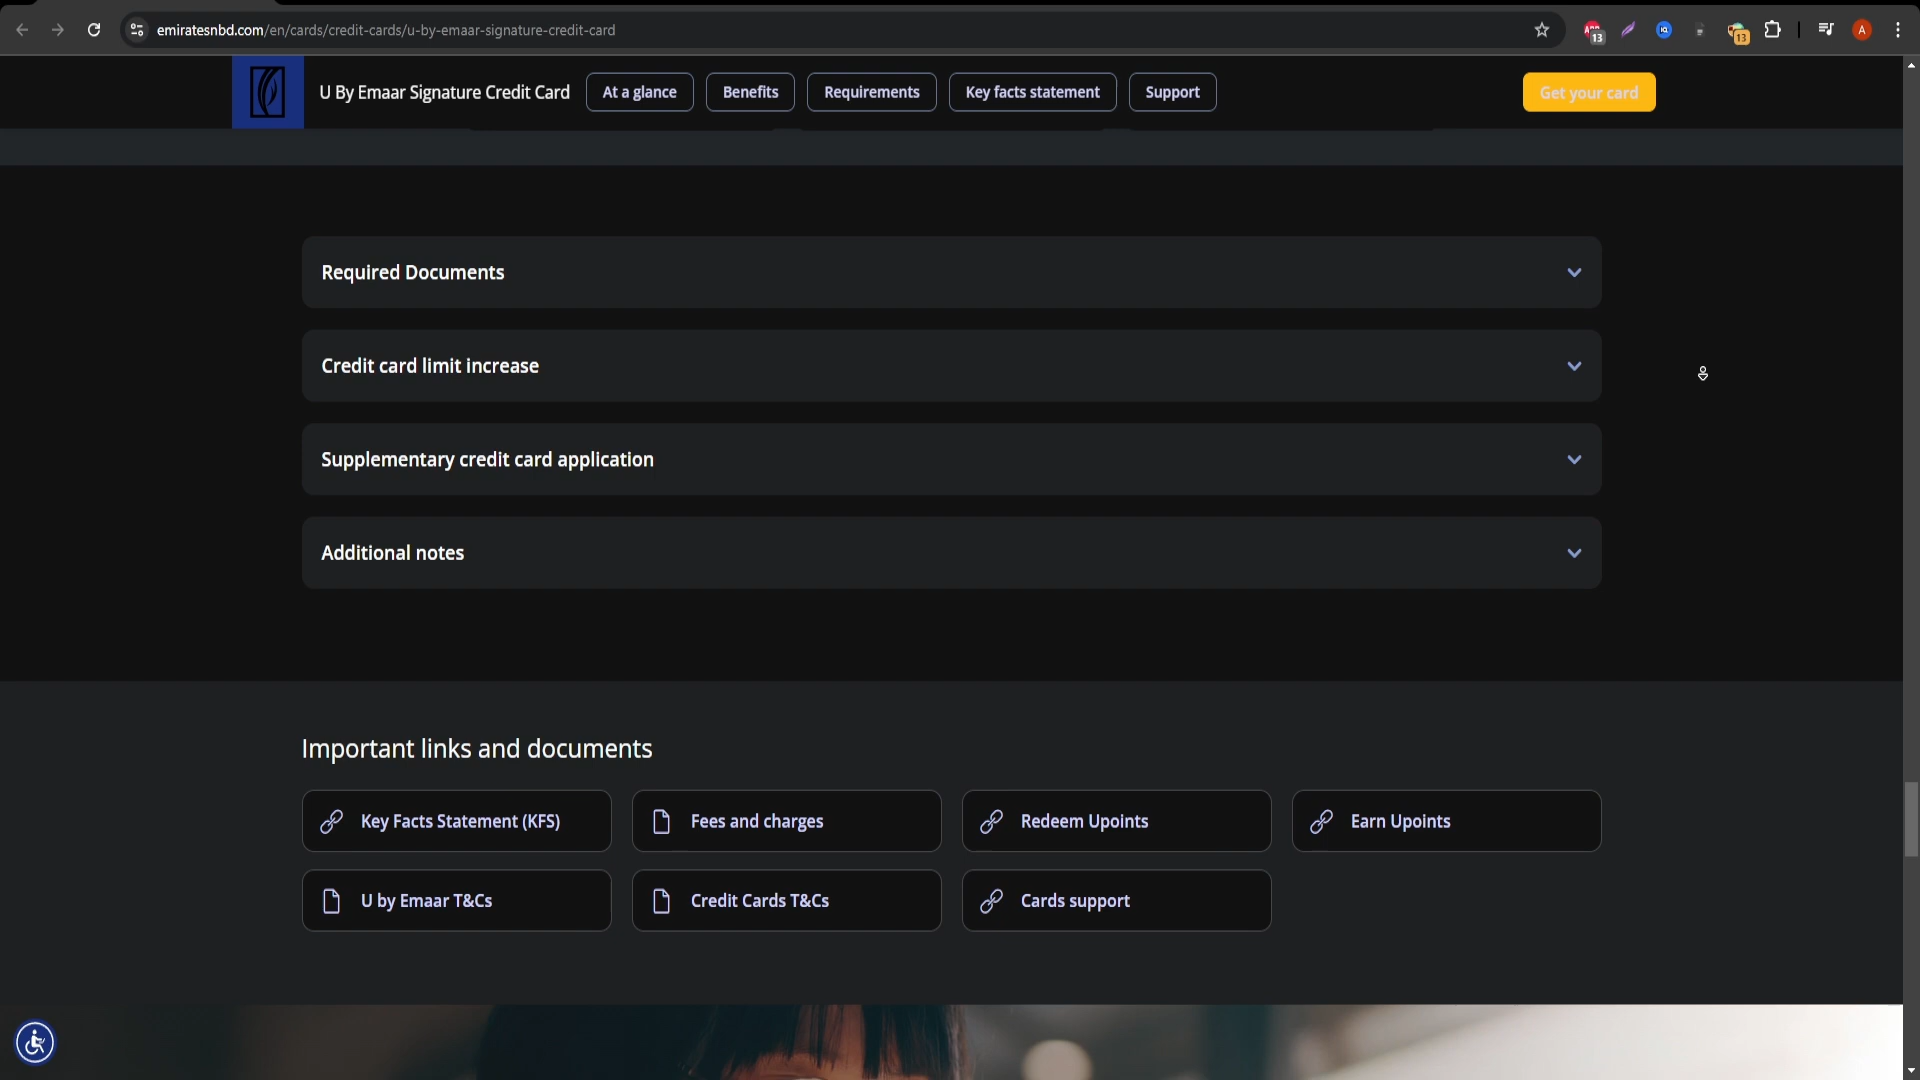 emiratesnbd.com/en/cards/credit-cards/u-by-emaar-signature-credit-card
13
13
A
U By Emaar Signature Credit Card
At a glance
Benefits
Requirements
Key facts statement
Support
Get your card
Required Documents
Credit card limit increase
Supplementary credit card application
Additional notes
Important links and documents
Key Facts Statement (KFS)
Fees and charges
Redeem Upoints
Earn Upoints
U by Emaar T&Cs
Credit Cards T&Cs
Cards support